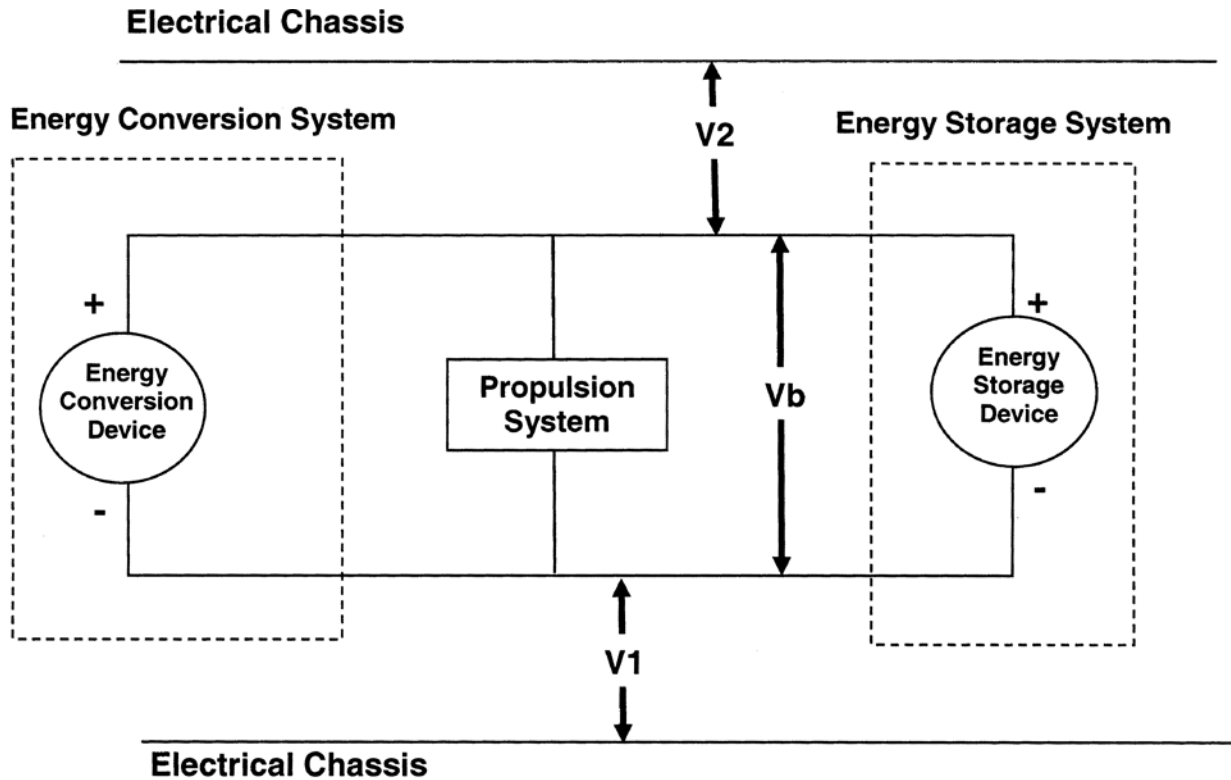 Electrical Chassis
Energy Conversion System
V2
Energy Storage System
+
Energy
Conversion
Device
-
Propulsion
System
Vb
+
Energy
Storage
Device
-
V1
Electrical Chassis